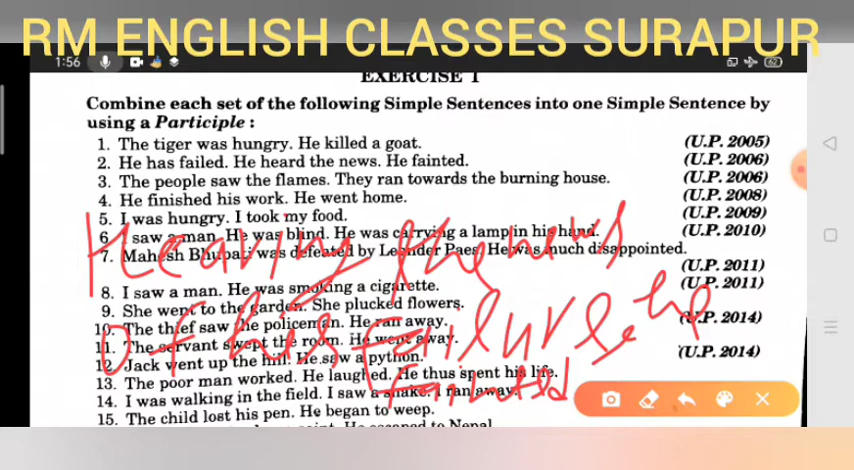 RM ENGLISH CLASSES SURAPUR
1:56
62
EXERCISE 1
Combine each set of the following Simple Sentences into one Simple Sentence by
using a Participle :
1. The tiger was hungry. He killed a goat. (U.P. 2005)
2. He has failed. He heard the news. He fainted. (U.P. 2006)
3. The people saw the flames. They ran towards the burning house. (U.P. 2006)
4. He finished his work. He went home. (U.P. 2008)
5. I was hungry. I took my food. (U.P. 2009)
6. I saw a man. He was blind. He was carrying a lamp in his hand. (U.P. 2010)
7. Mahesh Bhupati was defeated by Leander Paes. He was much disappointed.
(U.P. 2011)
8. I saw a man. He was smoking a cigarette. (U.P. 2011)
9. She went to the garden. She plucked flowers.
10. The thief saw the policeman. He ran away. (U.P. 2014)
11. The servant swept the room. He went away.
12. Jack went up the hill. He saw a python. (U.P. 2014)
13. The poor man worked. He laughed. He thus spent his life.
14. I was walking in the field. I saw a snake. I ran away.
15. The child lost his pen. He began to weep.
He escaped to Nepal.
Hearing the news
Of his failure he
fainted